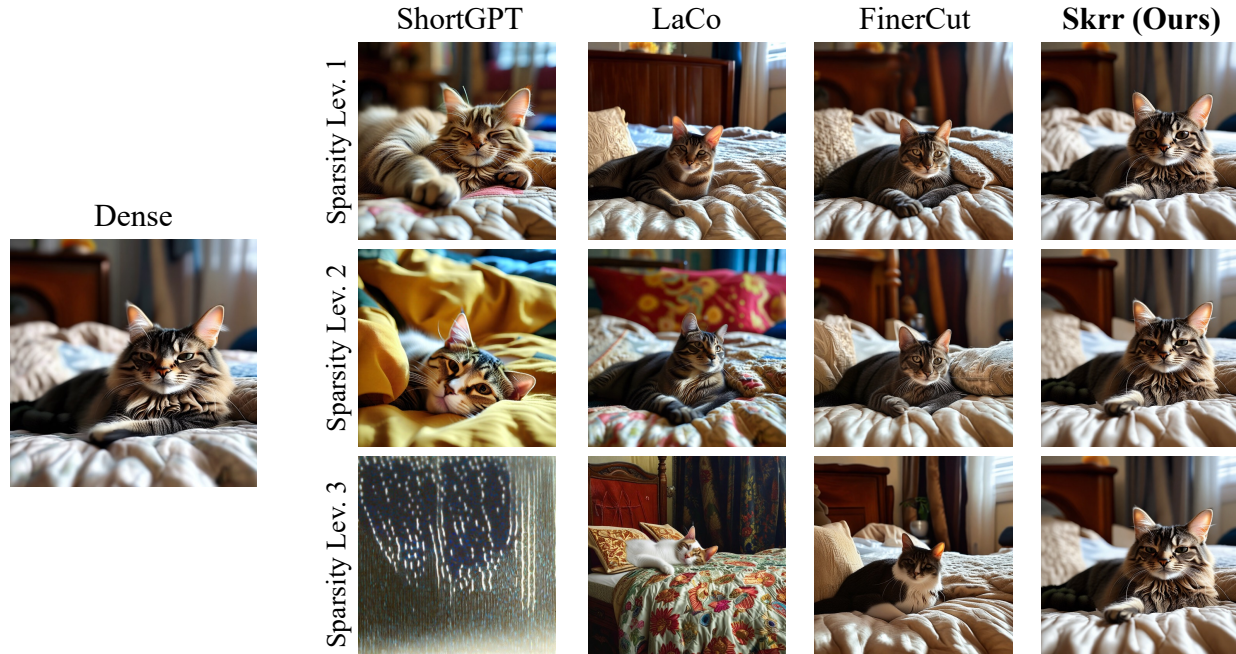 ShortGPT
LaCo
FinerCut
Skrr (Ours)
Sparsity Lev. 1
Dense
Sparsity Lev. 2
Sparsity Lev. 3